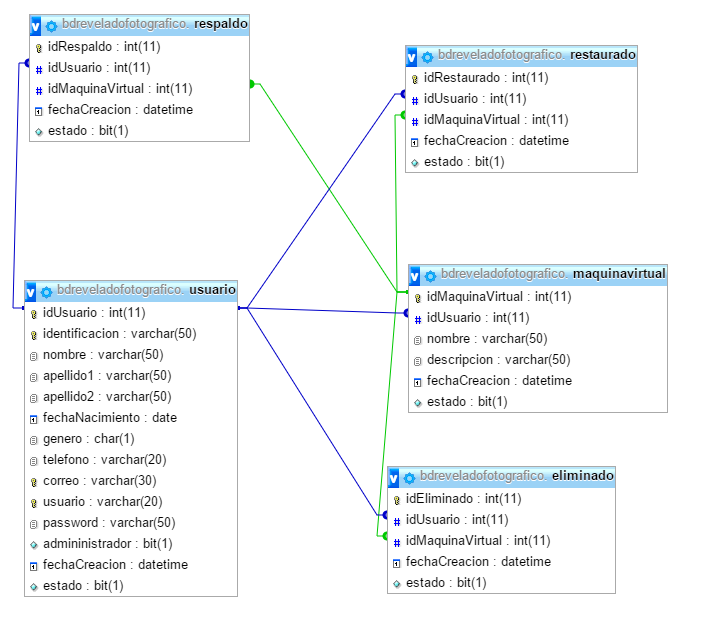 v bdreveladofotografico. respaldo
idRespaldo : int(11)
idUsuario : int(11)
idMaquinaVirtual : int(11)
fechaCreacion : datetime
estado : bit(1)
v bdreveladofotografico. restaurado
idRestaurado : int(11)
idUsuario : int(11)
idMaquinaVirtual : int(11)
fechaCreacion : datetime
estado : bit(1)
v bdreveladofotografico. usuario
idUsuario : int(11)
identificacion : varchar(50)
nombre : varchar(50)
apellido1 : varchar(50)
apellido2 : varchar(50)
fechaNacimiento : date
genero : char(1)
telefono : varchar(20)
correo : varchar(30)
usuario : varchar(20)
password : varchar(50)
admininistrador : bit(1)
fechaCreacion : datetime
estado : bit(1)
v bdreveladofotografico. maquinavirtual
idMaquinaVirtual : int(11)
idUsuario : int(11)
nombre : varchar(50)
descripcion : varchar(50)
fechaCreacion : datetime
estado : bit(1)
v bdreveladofotografico. eliminado
idEliminado : int(11)
idUsuario : int(11)
idMaquinaVirtual : int(11)
fechaCreacion : datetime
estado : bit(1)